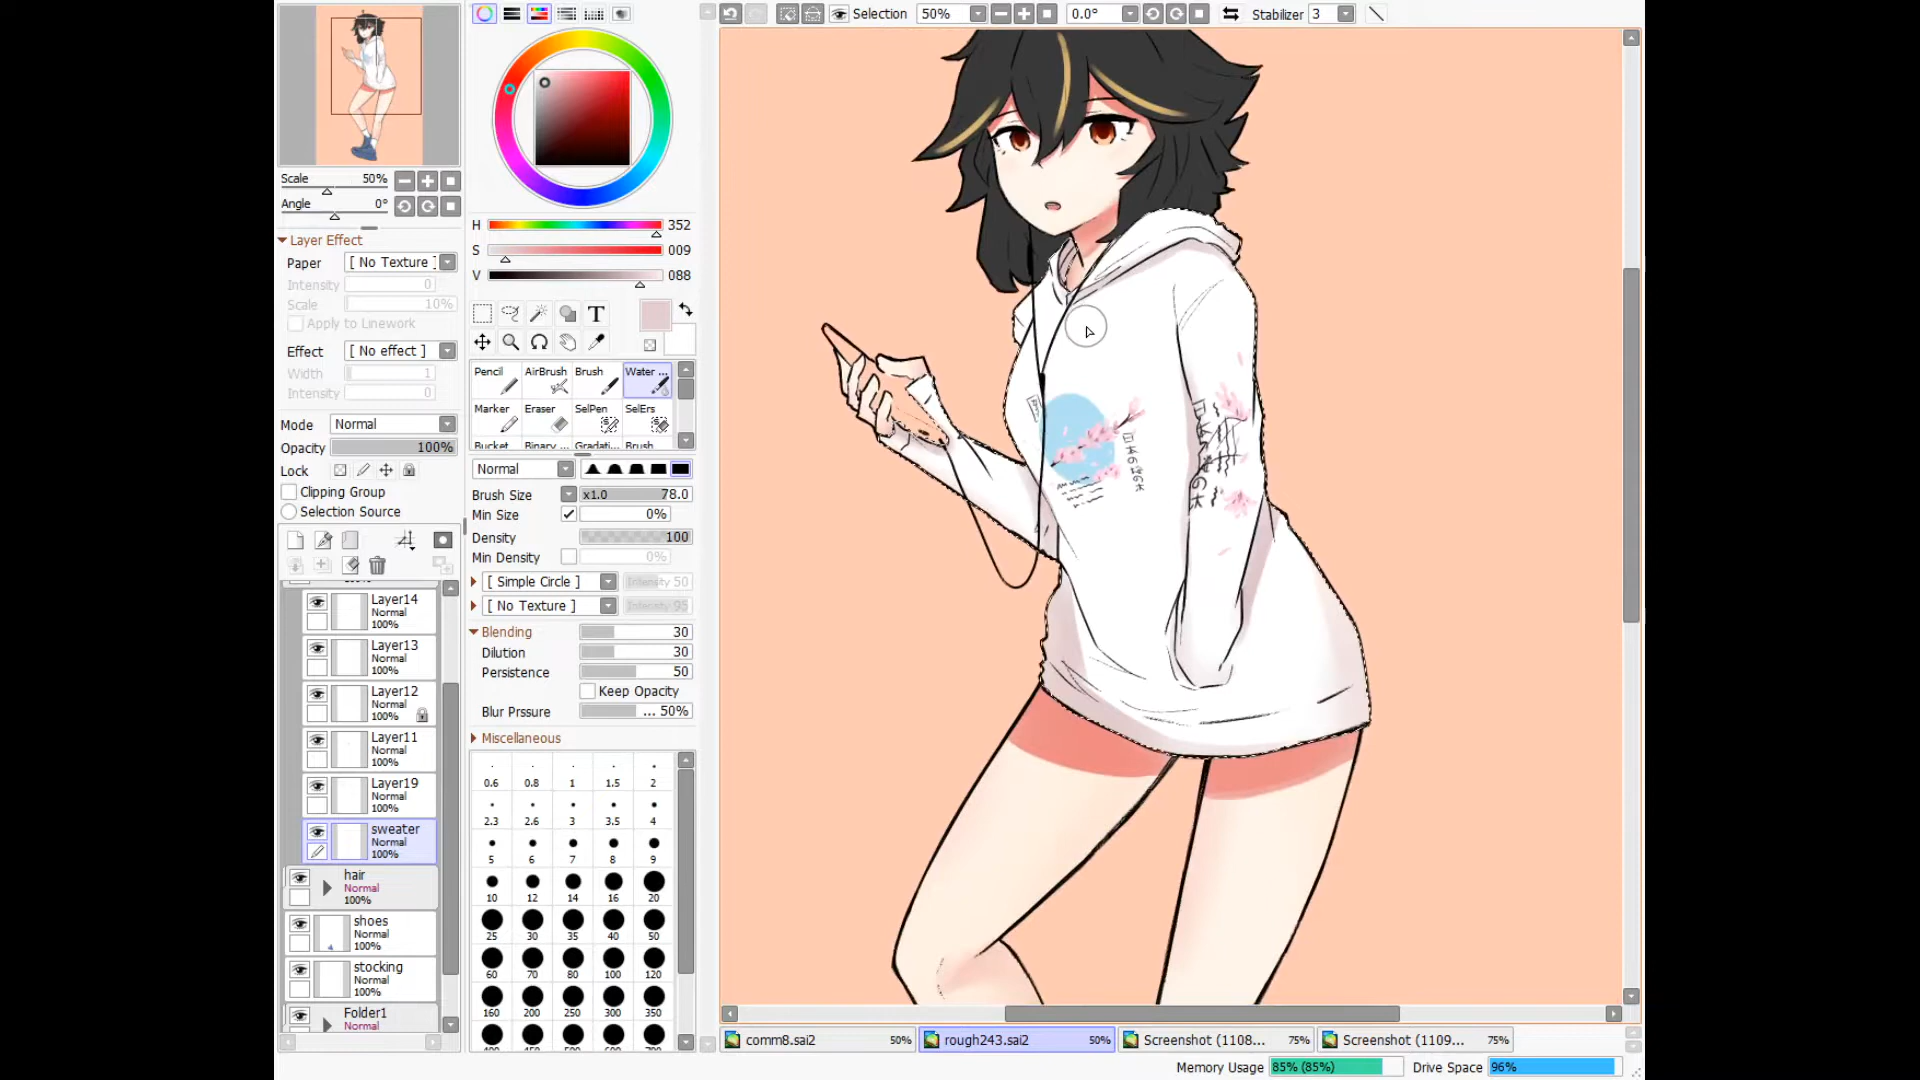 Selection 50% 0.0° Stabilizer 3
Scale 50%
Angle 0°
Layer Effect
Paper [ No Texture ]
Intensity 0
Scale 10%
Apply to Linework
Effect [ No effect ]
Width 1
Intensity 0
Mode Normal
Opacity 100%
Lock
Clipping Group
Selection Source
Layer14
Normal
100%
Layer13
Normal
100%
Layer12
Normal
100%
Layer11
Normal
100%
Layer19
Normal
100%
sweater
Normal
100%
hair
Normal
100%
shoes
Normal
100%
stocking
Normal
100%
Folder1
Normal
H 352
S 009
V 088
T
Pencil AirBrush Brush Water ...
Marker Eraser SelPen SelErs
Bucket Binary ... Gradati... Brush
Normal
Brush Size x1.0 78.0
Min Size 0%
Density 100
Min Density 0%
[ Simple Circle ] Intensity 50
[ No Texture ] Intensity 95
Blending 30
Dilution 30
Persistence 50
Keep Opacity
Blur Prssure ... 50%
Miscellaneous
0.6 0.8 1 1.5 2
2.3 2.6 3 3.5 4
5 6 7 8 9
10 12 14 16 20
25 30 35 40 50
60 70 80 100 120
160 200 250 300 350
comm8.sai2 50% rough243.sai2 50% Screenshot (1108... 75% Screenshot (1109... 75%
Memory Usage 85% (85%) Drive Space 96%